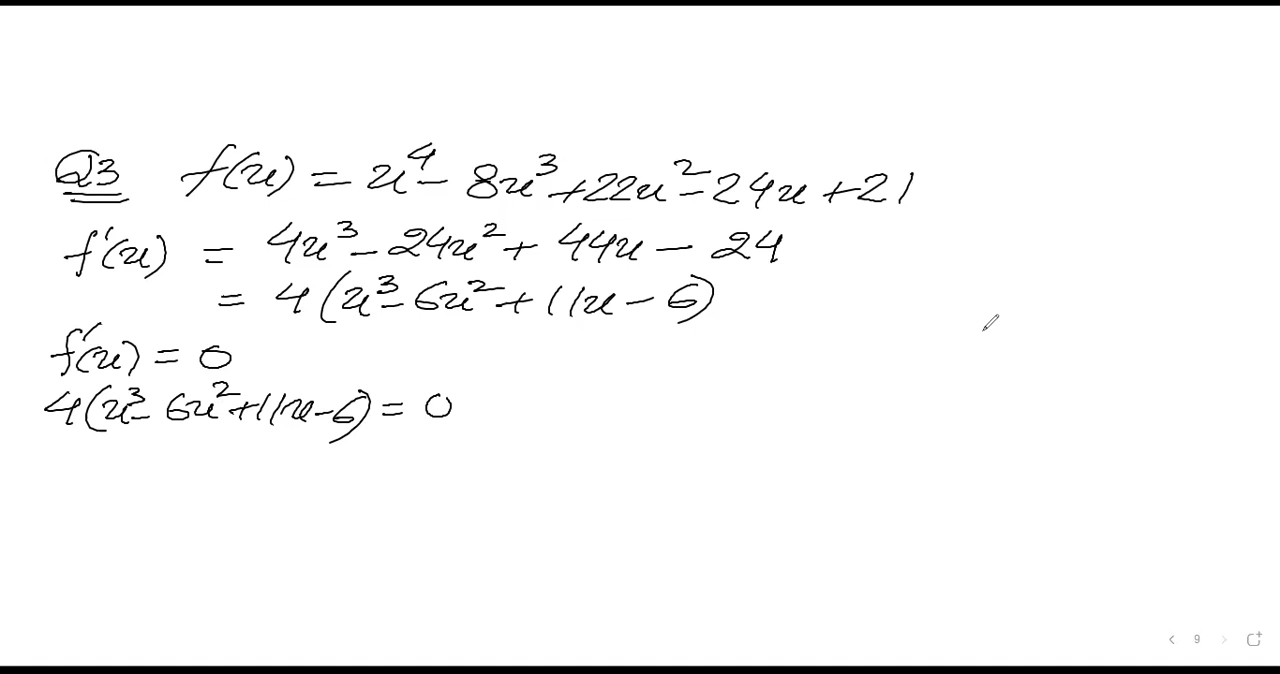 Q3 f(x) = x⁴ - 8x³ + 22x² - 24x + 21
f'(x) = 4x³ - 24x² + 44x - 24
= 4(x³ - 6x² + 11x - 6)
f'(x) = 0
4(x³ - 6x² + 11x - 6) = 0
9